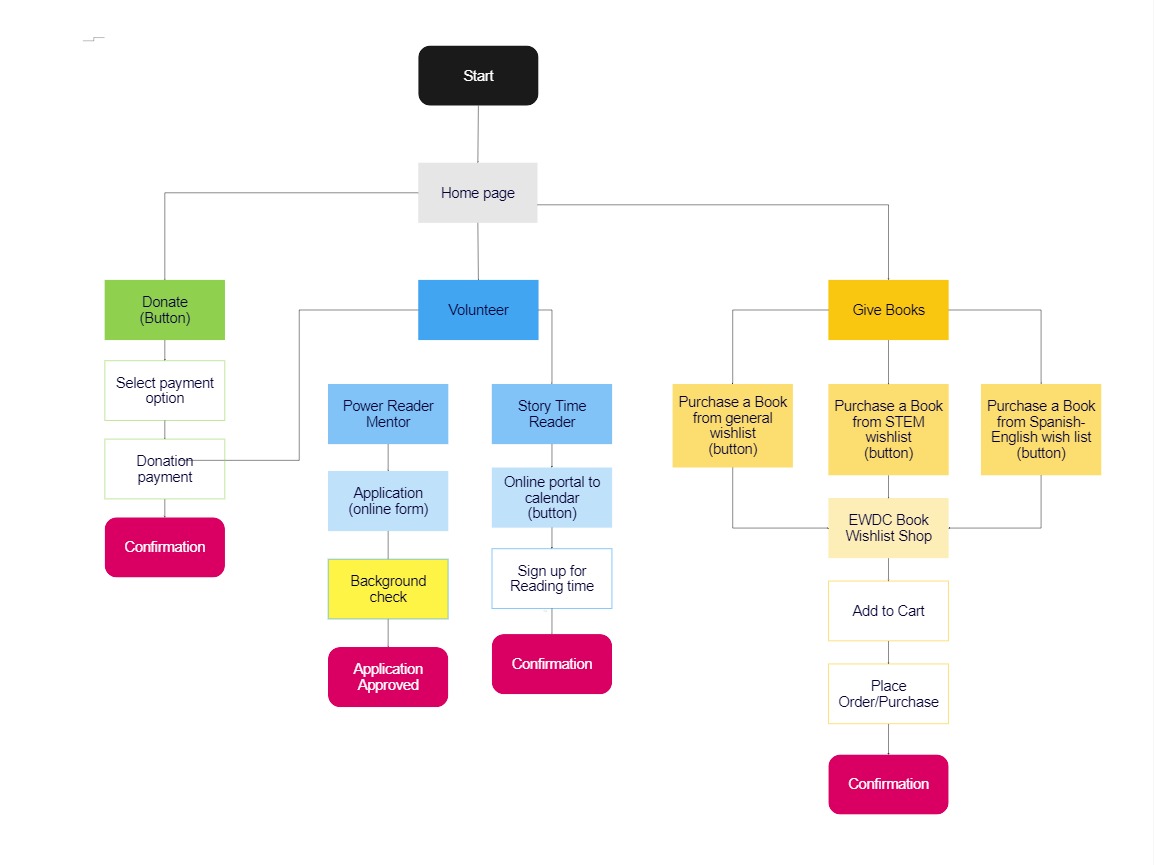 Start
Home page
Donate
(Button)
Select payment
option
Donation
payment
Confirmation
Volunteer
Power Reader
Mentor
Application
(online form)
Background
check
Application
Approved
Story Time
Reader
Online portal to
calendar
(button)
Sign up for
Reading time
Confirmation
Give Books
Purchase a Book
from general
wishlist
(button)
Purchase a Book
from STEM
wishlist
(button)
Purchase a Book
from Spanish-
English wish list
(button)
EWDC Book
Wishlist Shop
Add to Cart
Place
Order/Purchase
Confirmation